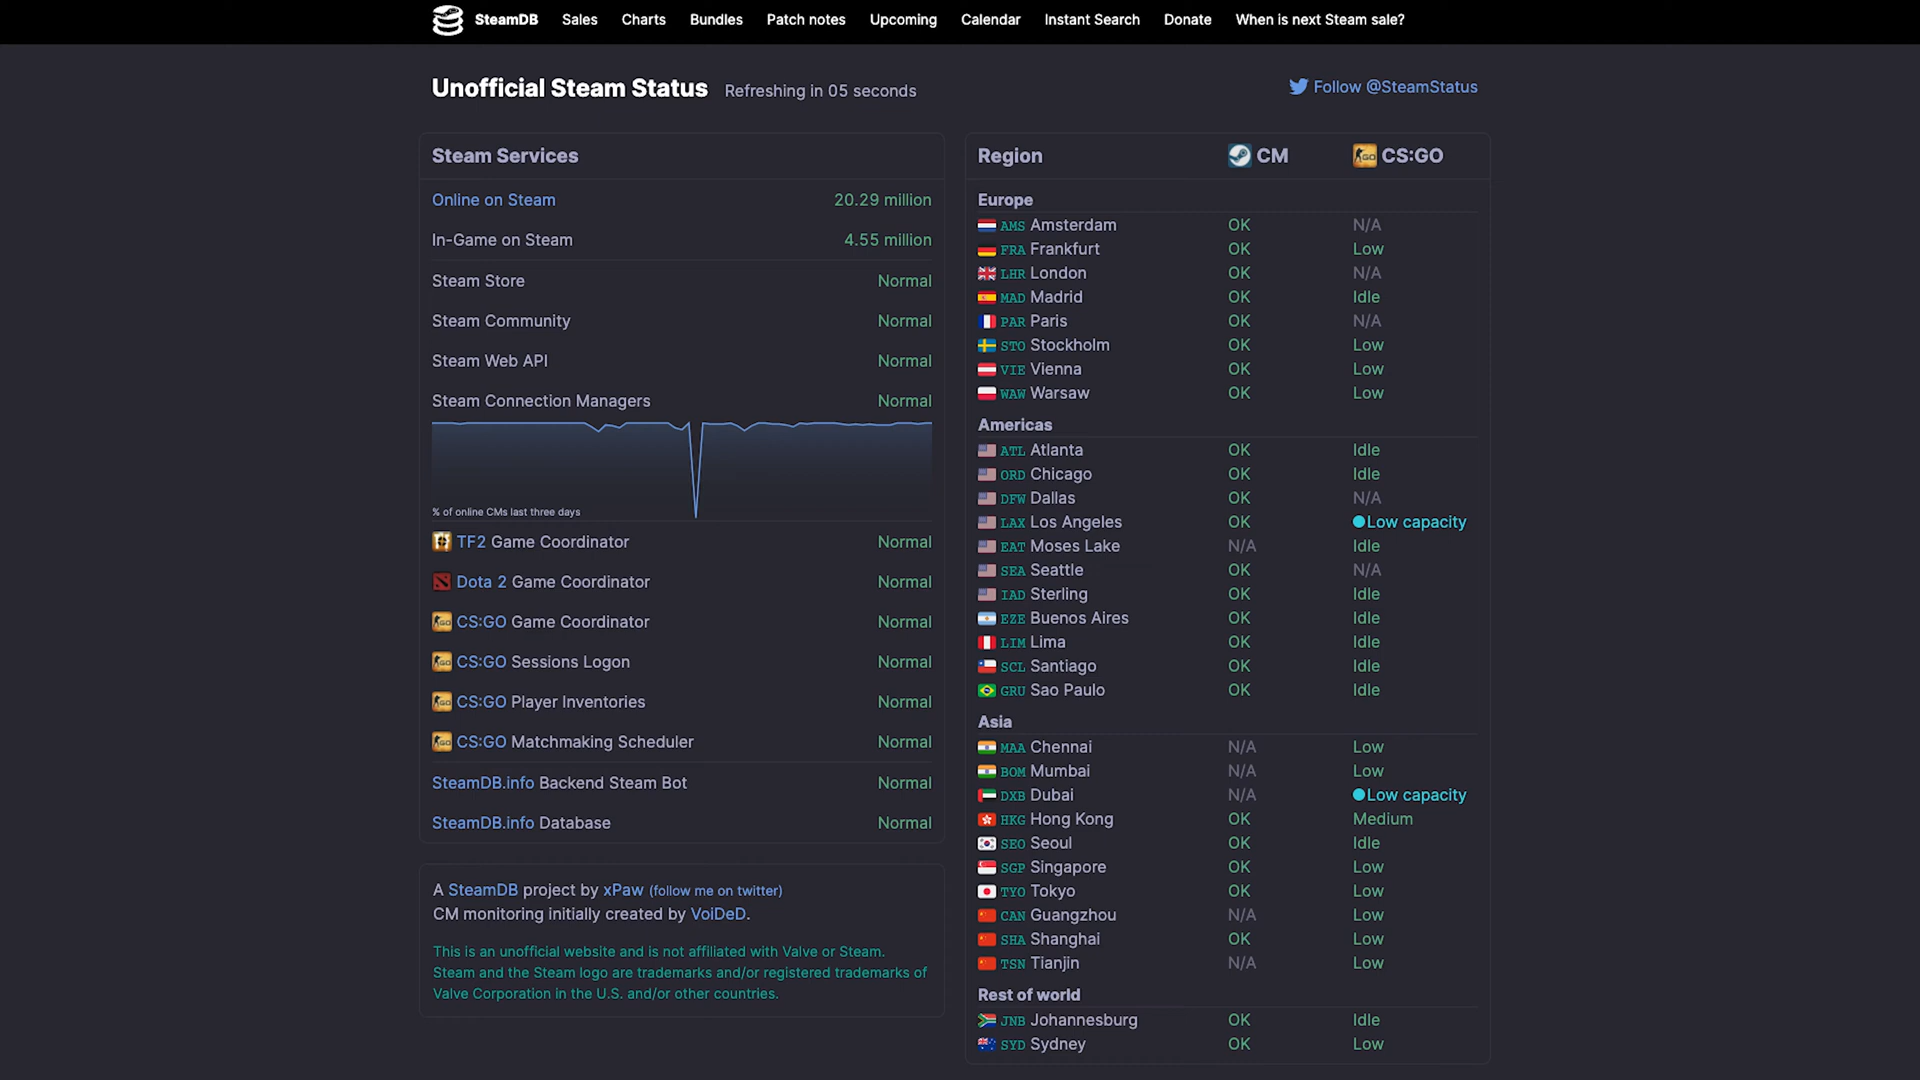 SteamDB Sales Charts Bundles Patch notes Upcoming Calendar Instant Search Donate When is next Steam sale?
Unofficial Steam Status Refreshing in 05 seconds
Follow @SteamStatus
Steam Services
Online on Steam 20.29 million
In-Game on Steam 4.55 million
Steam Store Normal
Steam Community Normal
Steam Web API Normal
Steam Connection Managers Normal
% of online CMs last three days
TF2 Game Coordinator Normal
Dota 2 Game Coordinator Normal
CS:GO Game Coordinator Normal
CS:GO Sessions Logon Normal
CS:GO Player Inventories Normal
CS:GO Matchmaking Scheduler Normal
SteamDB.info Backend Steam Bot Normal
SteamDB.info Database Normal
A SteamDB project by xPaw (follow me on twitter)
CM monitoring initially created by VoiDeD.
This is an unofficial website and is not affiliated with Valve or Steam.
Steam and the Steam logo are trademarks and/or registered trademarks of
Valve Corporation in the U.S. and/or other countries.
Region CM CS:GO
Europe
AMS Amsterdam OK N/A
FRA Frankfurt OK Low
LHR London OK N/A
MAD Madrid OK Idle
PAR Paris OK N/A
STO Stockholm OK Low
VIE Vienna OK Low
WAW Warsaw OK Low
Americas
ATL Atlanta OK Idle
ORD Chicago OK Idle
DFW Dallas OK N/A
LAX Los Angeles OK Low capacity
EAT Moses Lake N/A Idle
SEA Seattle OK N/A
IAD Sterling OK Idle
EZE Buenos Aires OK Idle
LIM Lima OK Idle
SCL Santiago OK Idle
GRU Sao Paulo OK Idle
Asia
MAA Chennai N/A Low
BOM Mumbai N/A Low
DXB Dubai N/A Low capacity
HKG Hong Kong OK Medium
SEO Seoul OK Idle
SGP Singapore OK Low
TYO Tokyo OK Low
CAN Guangzhou N/A Low
SHA Shanghai OK Low
TSN Tianjin N/A Low
Rest of world
JNB Johannesburg OK Idle
SYD Sydney OK Low